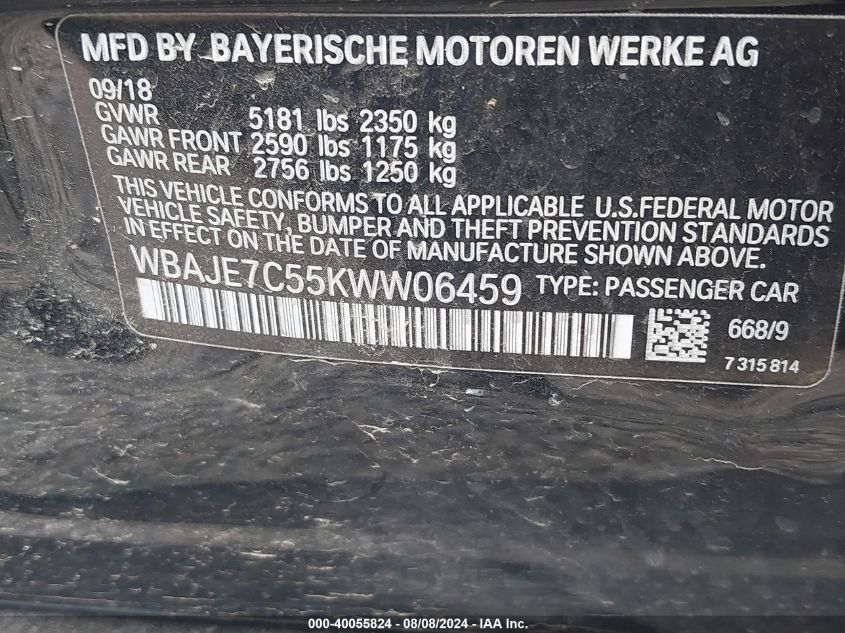 MFD BY BAYERISCHE MOTOREN WERKE AG
09/18
GVWR 5181 lbs 2350 kg
GAWR FRONT 2590 lbs 1175 kg
GAWR REAR 2756 lbs 1250 kg
THIS VEHICLE CONFORMS TO ALL APPLICABLE U.S.FEDERAL MOTOR
VEHICLE SAFETY, BUMPER AND THEFT PREVENTION STANDARDS
IN EFFECT ON THE DATE OF MANUFACTURE SHOWN ABOVE.
WBAJE7C55KWW06459 TYPE: PASSENGER CAR
668/9
7 315 814
000-40055824 - 08/08/2024 - IAA Inc.